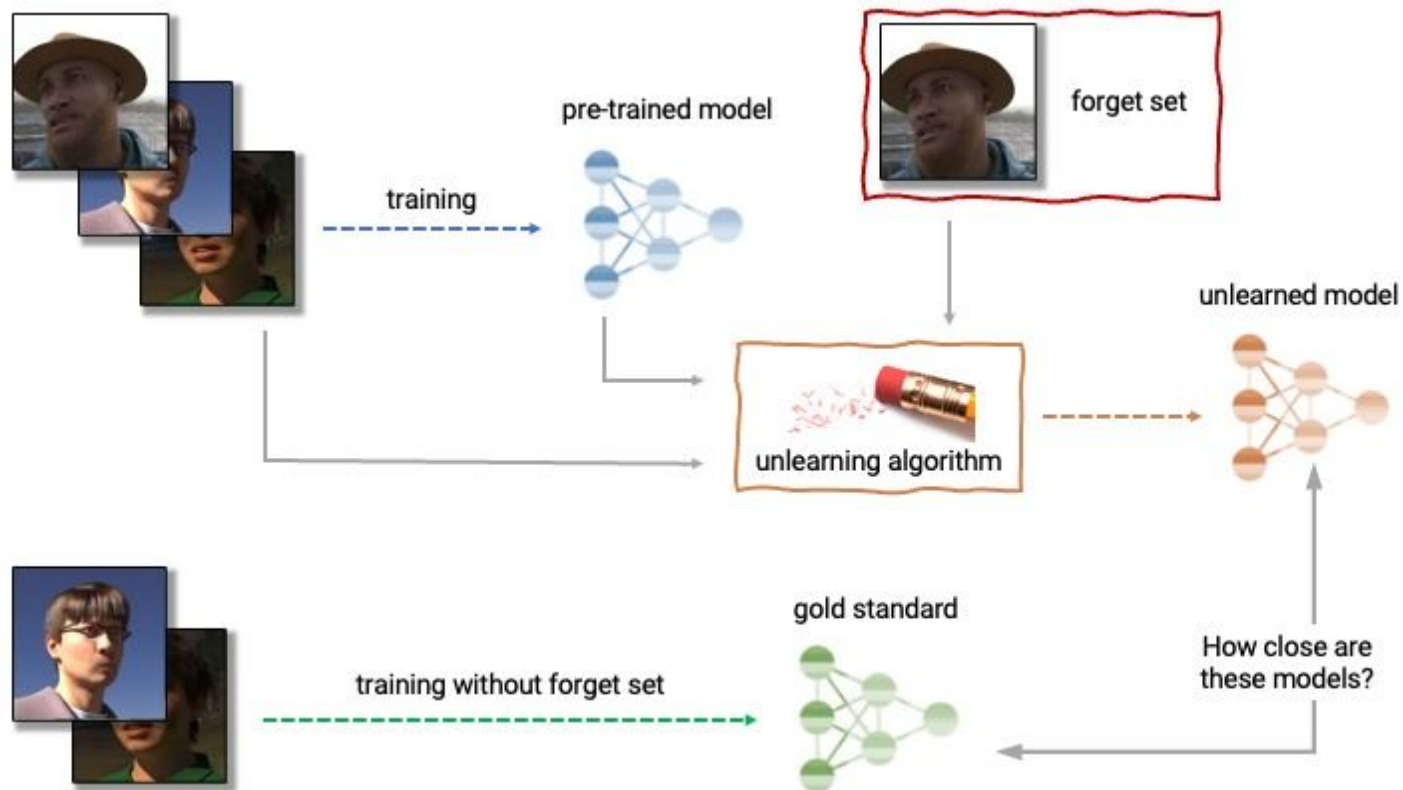 forget set
pre-trained model
training
unlearned model
unlearning algorithm
gold standard
How close are
these models?
training without forget set